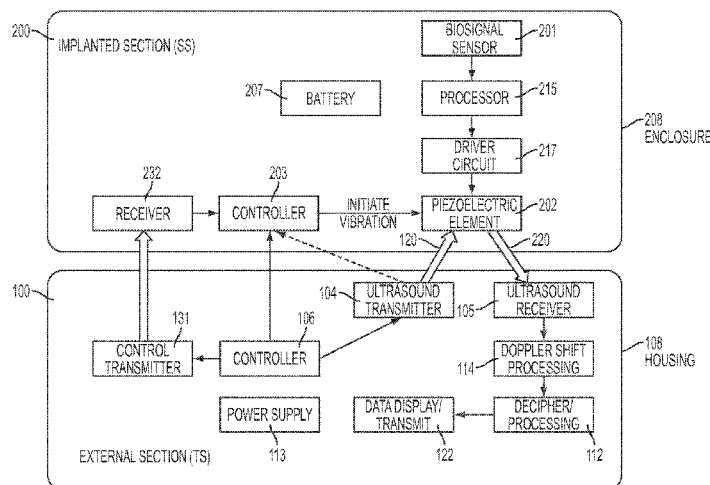 200
IMPLANTED SECTION (SS)
BIOSIGNAL
SENSOR
201
207
BATTERY
PROCESSOR
215
208
ENCLOSURE
DRIVER
CIRCUIT
217
232
RECEIVER
203
CONTROLLER
INITIATE
VIBRATION
PIEZOELECTRIC
ELEMENT
202
120
220
100
104
ULTRASOUND
TRANSMITTER
105
ULTRASOUND
RECEIVER
131
CONTROL
TRANSMITTER
106
CONTROLLER
114
DOPPLER SHIFT
PROCESSING
108
HOUSING
POWER SUPPLY
113
DATA DISPLAY/
TRANSMIT
122
DECIPHER/
PROCESSING
112
EXTERNAL SECTION (TS)